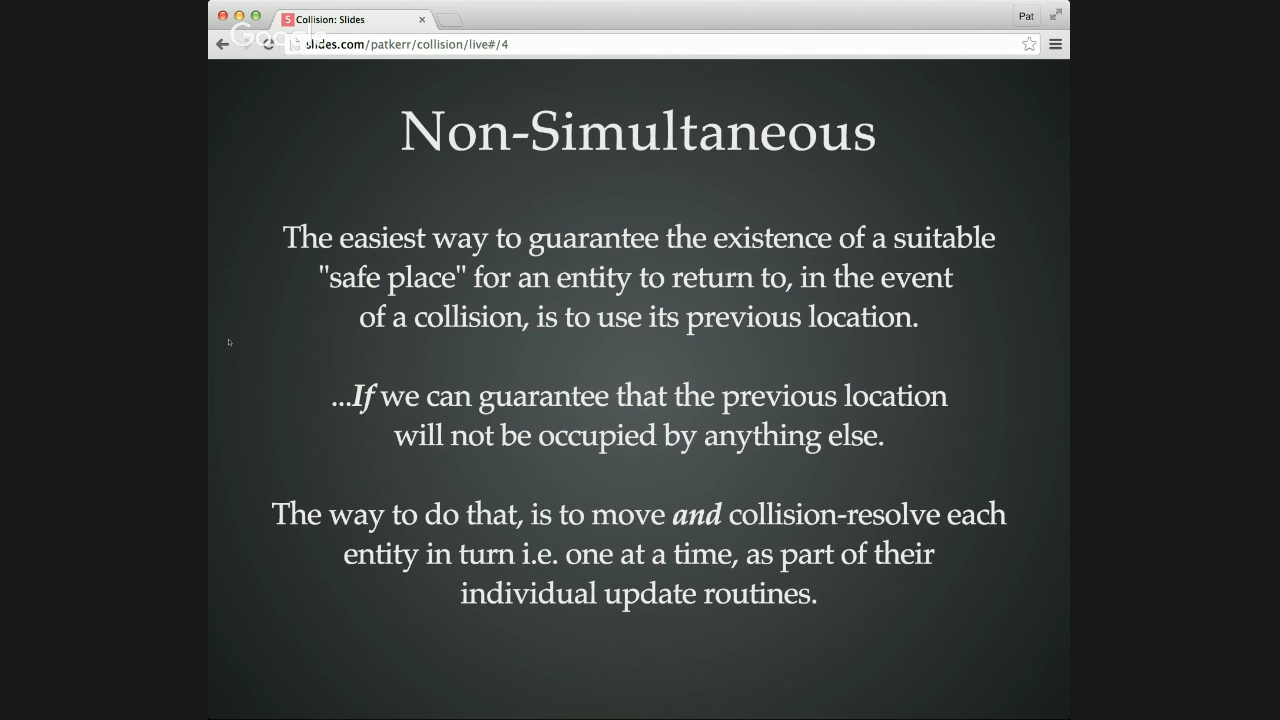 Collision: Slides
Pat
Google
slides.com/patkerr/collision/live#/4
Non-Simultaneous
The easiest way to guarantee the existence of a suitable
"safe place" for an entity to return to, in the event
of a collision, is to use its previous location.
...If we can guarantee that the previous location
will not be occupied by anything else.
The way to do that, is to move and collision-resolve each
entity in turn i.e. one at a time, as part of their
individual update routines.